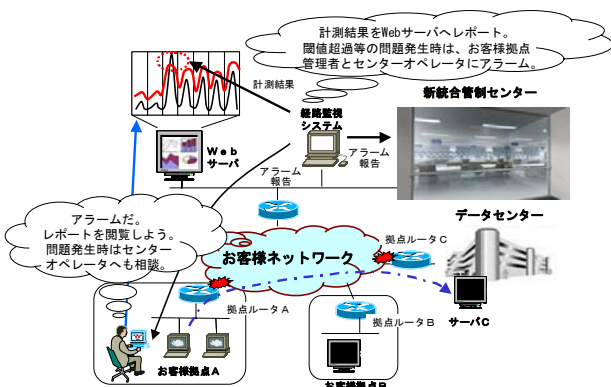 計測結果をWebサーバへレポート。
閾値超過等の問題発生時は、お客様拠点
管理者とセンターオペレータにアラーム。
計測結果
新統合管制センター
経路監視
システム
Ｗｅｂ
サーバ
アラーム
報告
アラーム
報告
アラームだ。
レポートを閲覧しよう。
問題発生時はセンター
オペレータへも相談。
データセンター
お客様ネットワーク
拠点ルータC
拠点ルータA
拠点ルータB
サーバC
お客様拠点A
お客様拠点B